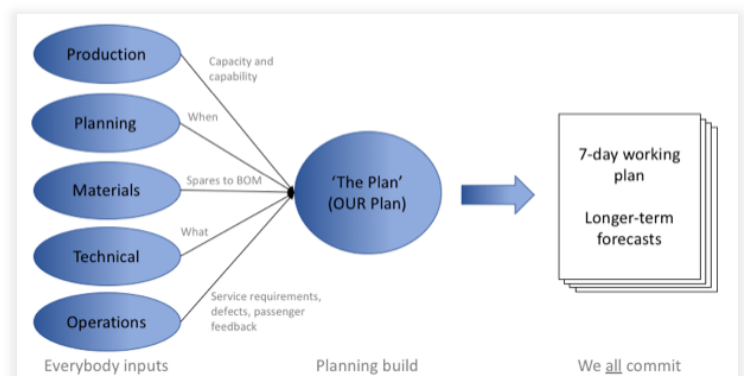 Production
Capacity and
capability
Planning
When
Materials
Spares to BOM
Technical
What
Operations
Service requirements,
defects, passenger
feedback
'The Plan'
(OUR Plan)
7-day working
plan
Longer-term
forecasts
Everybody inputs
Planning build
We all commit